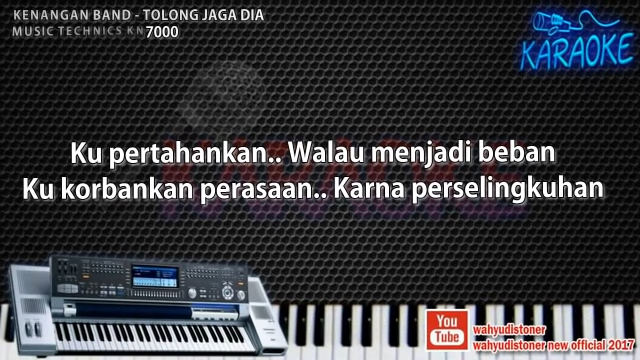 KENANGAN BAND - TOLONG JAGA DIA
MUSIC TECHNICS KN 7000
KARAOKE
Ku pertahankan.. Walau menjadi beban
Ku korbankan perasaan.. Karna perselingkuhan
KARAOKE
You Tube
wahyudistoner
wahyudistoner new official 2017